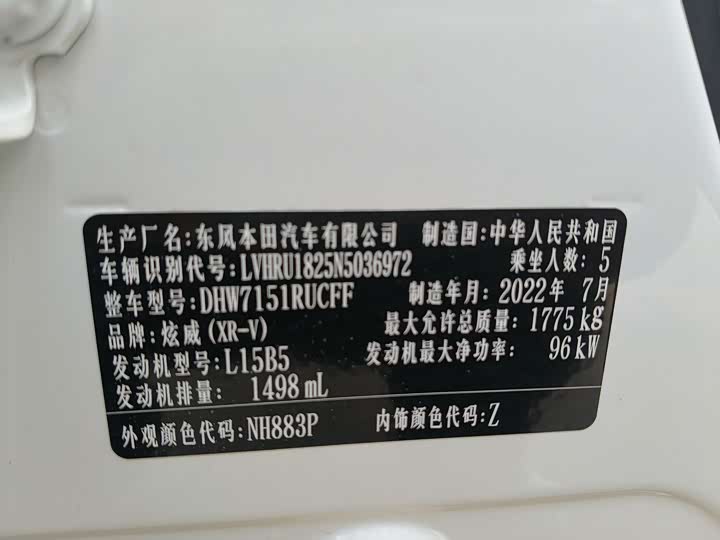 生产厂名:东风本田汽车有限公司 制造国:中华人民共和国
车辆识别代号:LVHRU1825N5036972 乘坐人数: 5
整车型号:DHW7151RUCFF 制造年月:2022年 7月
品牌:炫威(XR-V) 最大允许总质量: 1775 kg
发动机型号:L15B5 发动机最大净功率: 96 kW
发动机排量: 1498 mL
外观颜色代码:NH883P 内饰颜色代码:Z